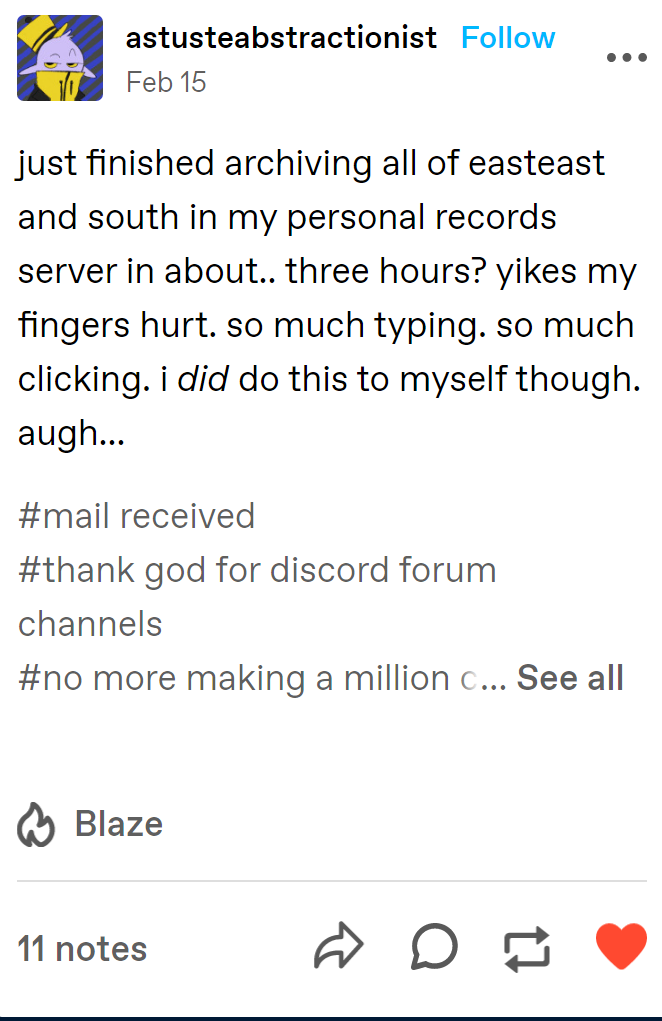 astusteabstractionist Follow
Feb 15
just finished archiving all of easteast
and south in my personal records
server in about.. three hours? yikes my
fingers hurt. so much typing. so much
clicking. i did do this to myself though.
augh...
#mail received
#thank god for discord forum
channels
#no more making a million c... See all
Blaze
11 notes